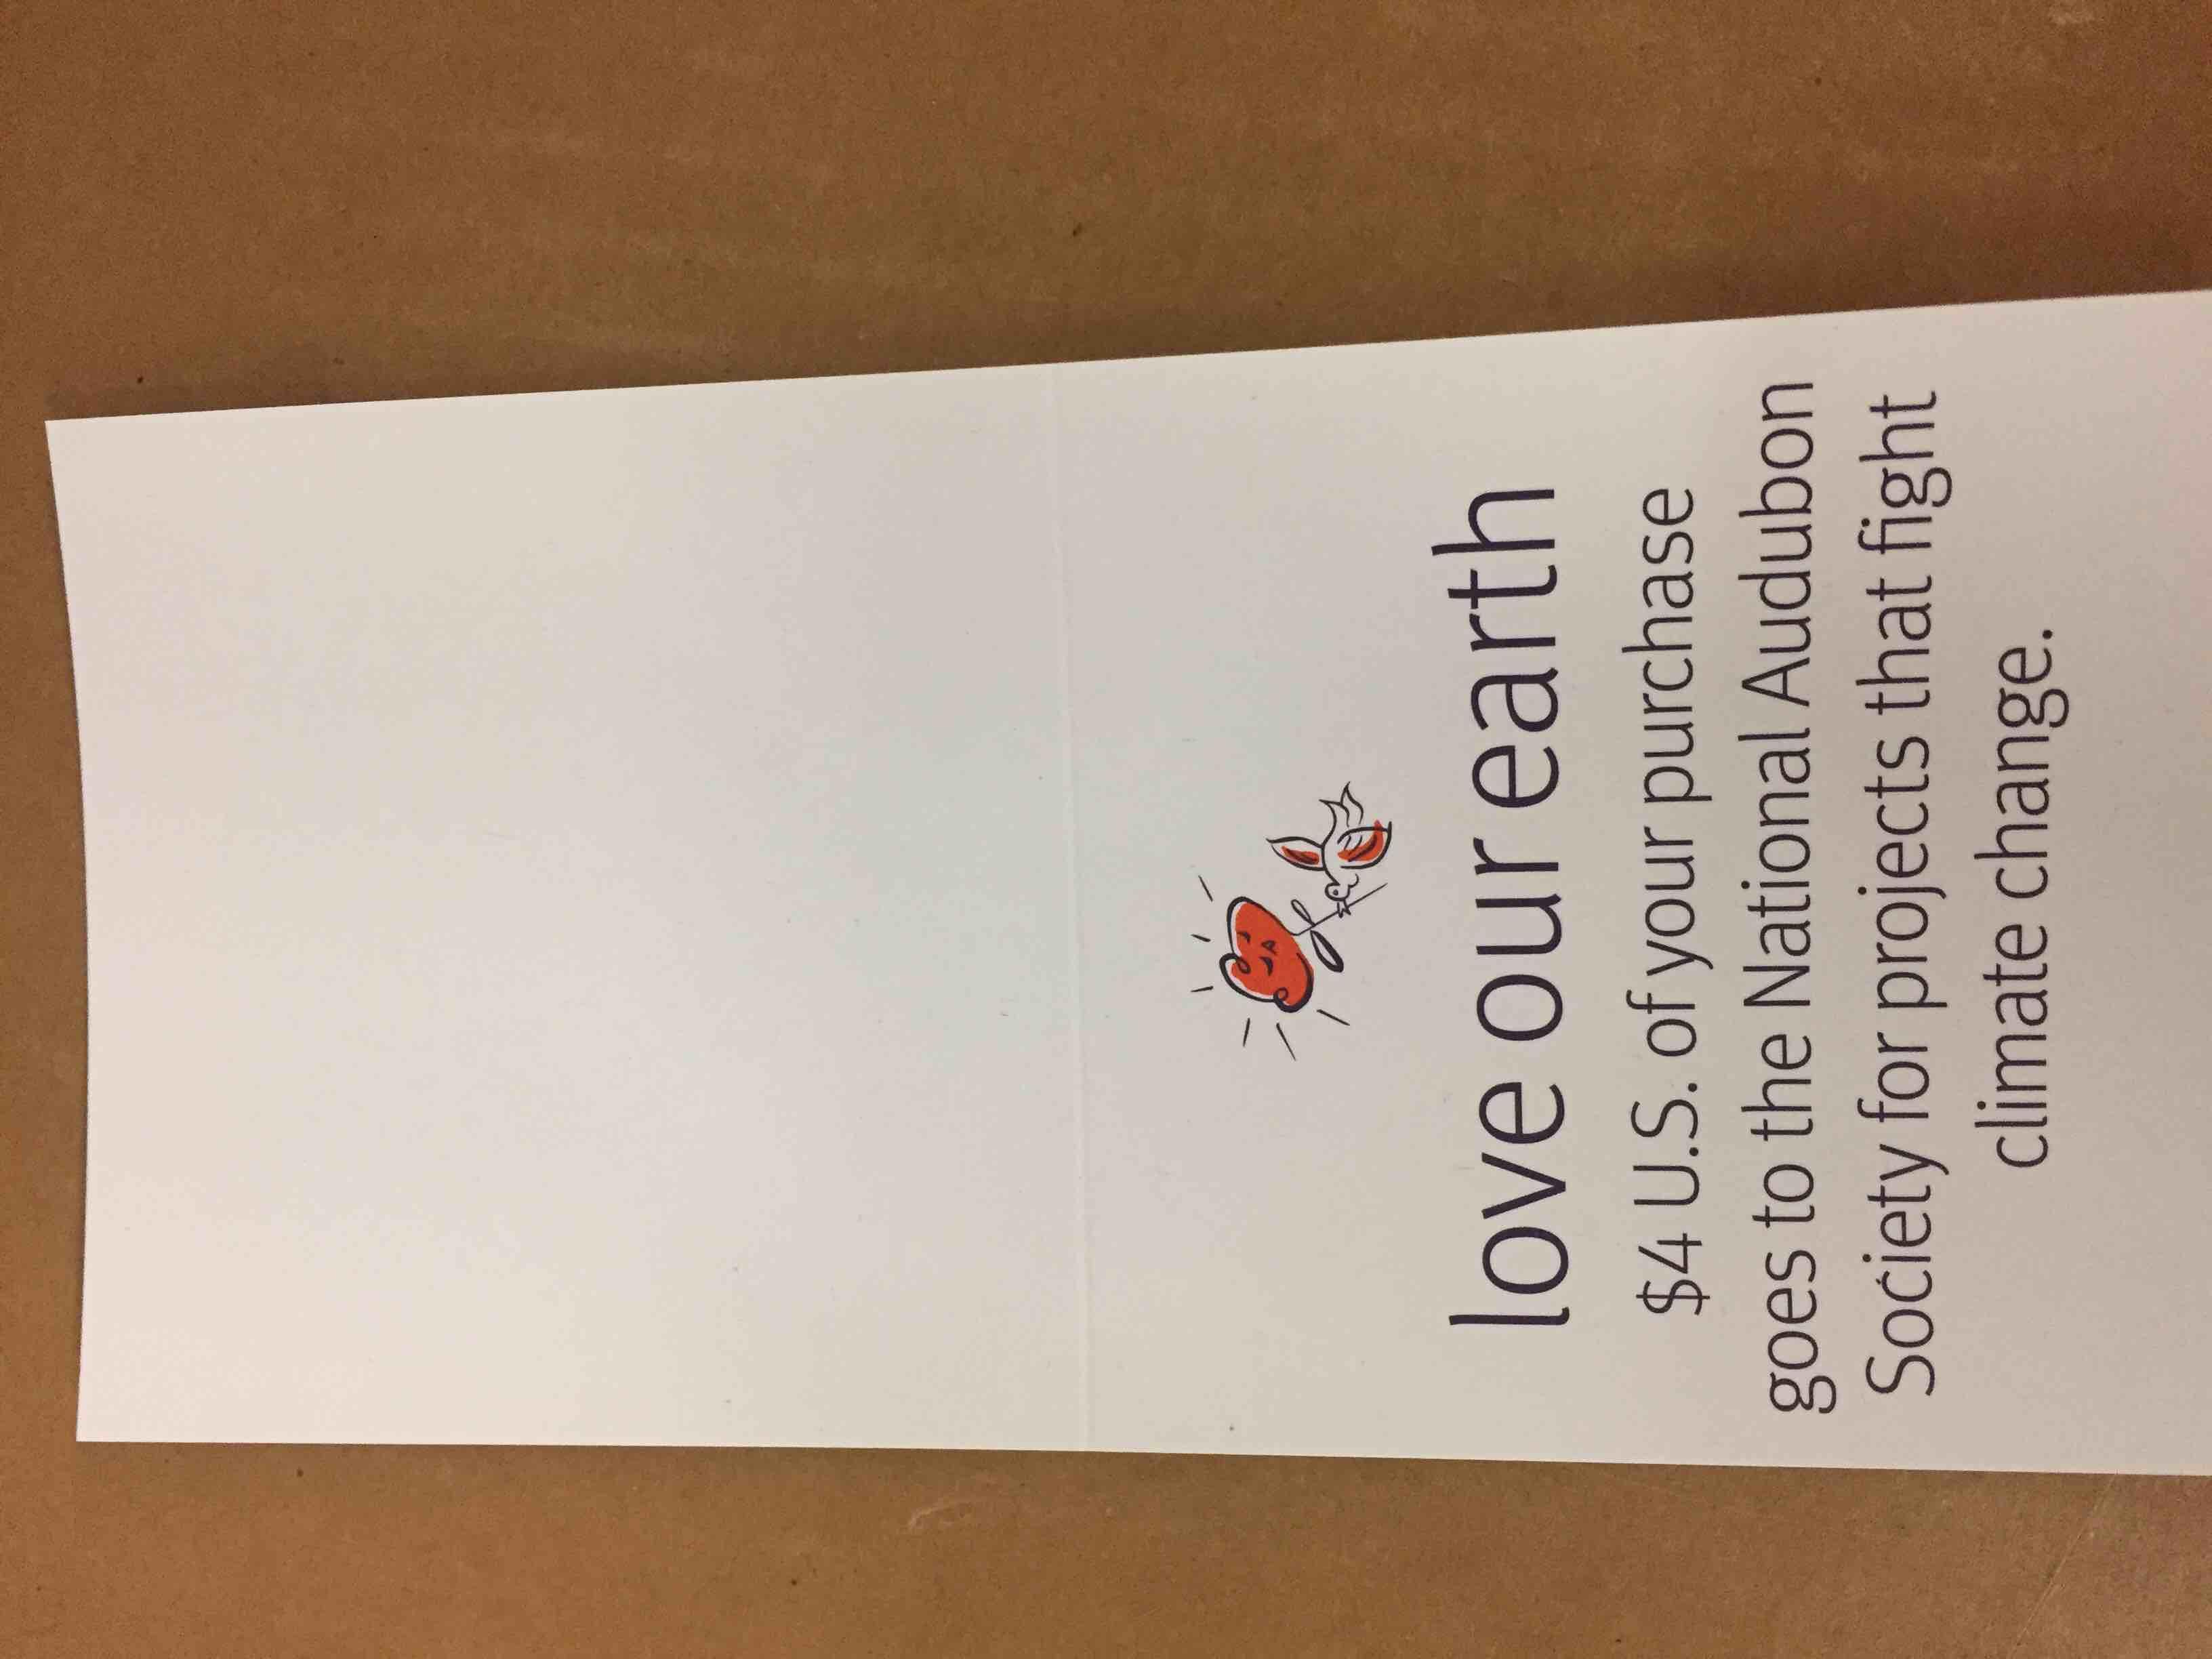 love our earth
$4 U.S. of your purchase
goes to the National Audubon
Society for projects that fight
climate change.